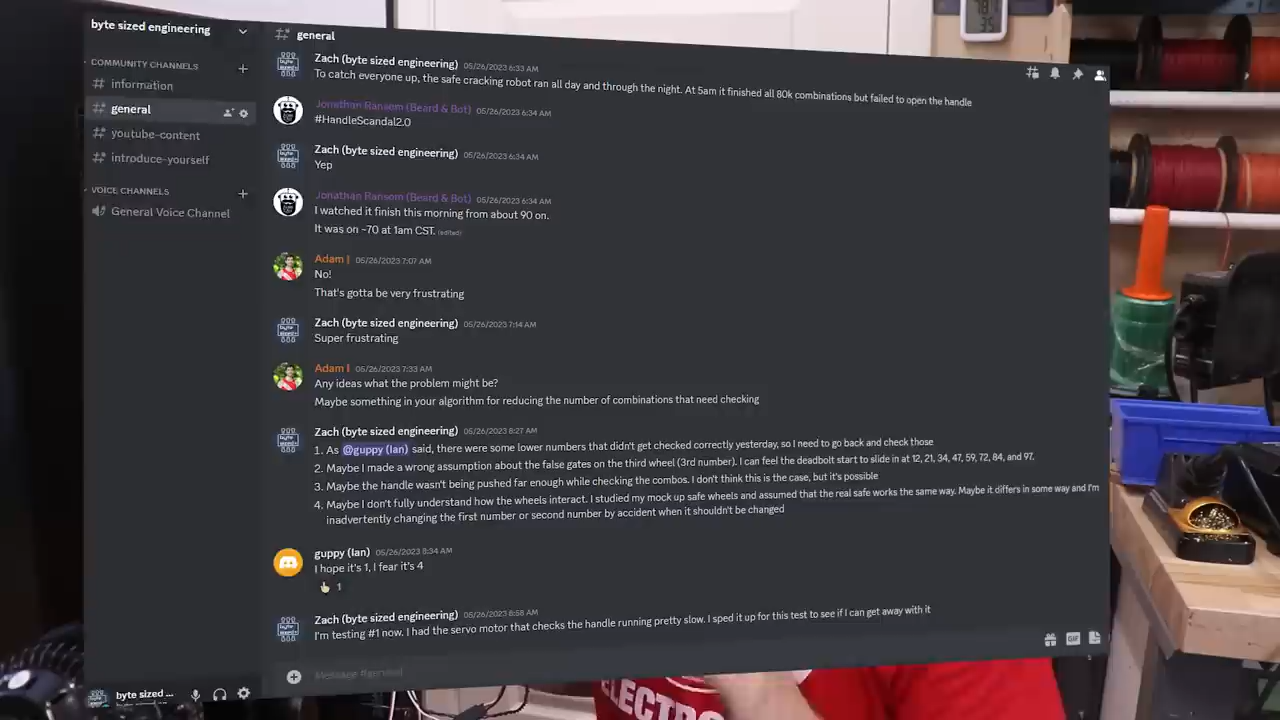 byte sized engineering
COMMUNITY CHANNELS
information
general
youtube-content
introduce-yourself
VOICE CHANNELS
General Voice Channel
byte sized ...
general
Zach (byte sized engineering) 05/26/2023 6:33 AM
To catch everyone up, the safe cracking robot ran all day and through the night. At 5am it finished all 80k combinations but failed to open the handle
Jonathan Ransom (Beard & Bot) 05/26/2023 6:34 AM
#HandleScandal2.0
Zach (byte sized engineering) 05/26/2023 6:34 AM
Yep
Jonathan Ransom (Beard & Bot) 05/26/2023 6:34 AM
I watched it finish this morning from about 90 on.
It was on ~70 at 1am CST. (edited)
Adam I 05/26/2023 7:07 AM
No!
That's gotta be very frustrating
Zach (byte sized engineering) 05/26/2023 7:14 AM
Super frustrating
Adam I 05/26/2023 7:33 AM
Any ideas what the problem might be?
Maybe something in your algorithm for reducing the number of combinations that need checking
Zach (byte sized engineering) 05/26/2023 8:27 AM
1. As @guppy (Ian) said, there were some lower numbers that didn't get checked correctly yesterday, so I need to go back and check those
2. Maybe I made a wrong assumption about the false gates on the third wheel (3rd number). I can feel the deadbolt start to slide in at 12, 21, 34, 47, 59, 72, 84, and 97.
3. Maybe the handle wasn't being pushed far enough while checking the combos. I don't think this is the case, but it's possible
4. Maybe I don't fully understand how the wheels interact. I studied my mock up safe wheels and assumed that the real safe works the same way. Maybe it differs in some way and I'm
inadvertently changing the first number or second number by accident when it shouldn't be changed
guppy (Ian) 05/26/2023 8:34 AM
I hope it's 1, I fear it's 4
1
Zach (byte sized engineering) 05/26/2023 8:58 AM
I'm testing #1 now. I had the servo motor that checks the handle running pretty slow. I sped it up for this test to see if I can get away with it
GIF
Message #general
ELECTRO